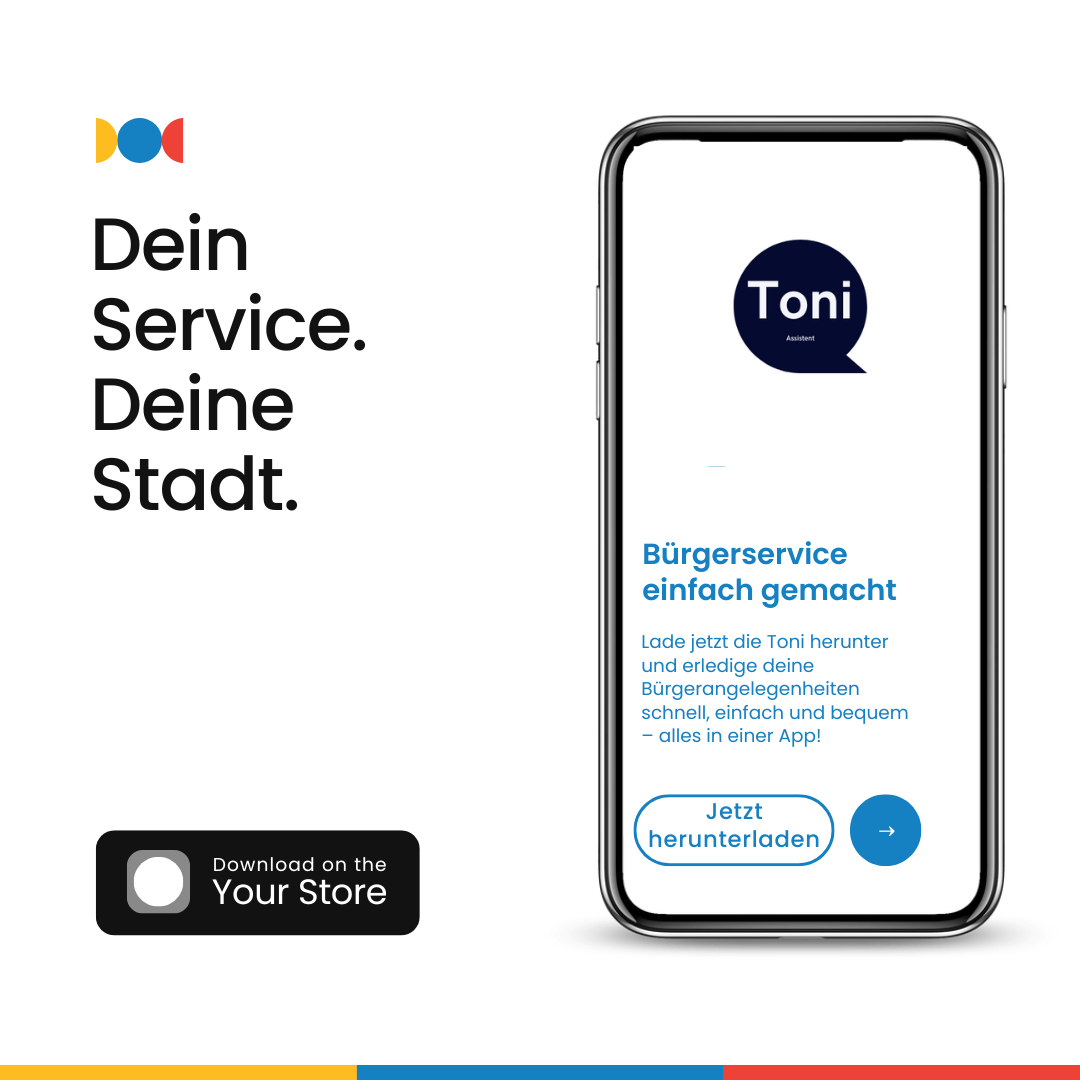 Dein
Service.
Deine
Stadt.
Download on the
Your Store
Toni
Assistent
Bürgerservice
einfach gemacht
Lade jetzt die Toni herunter
und erledige deine
Bürgerangelegenheiten
schnell, einfach und bequem
– alles in einer App!
Jetzt
herunterladen